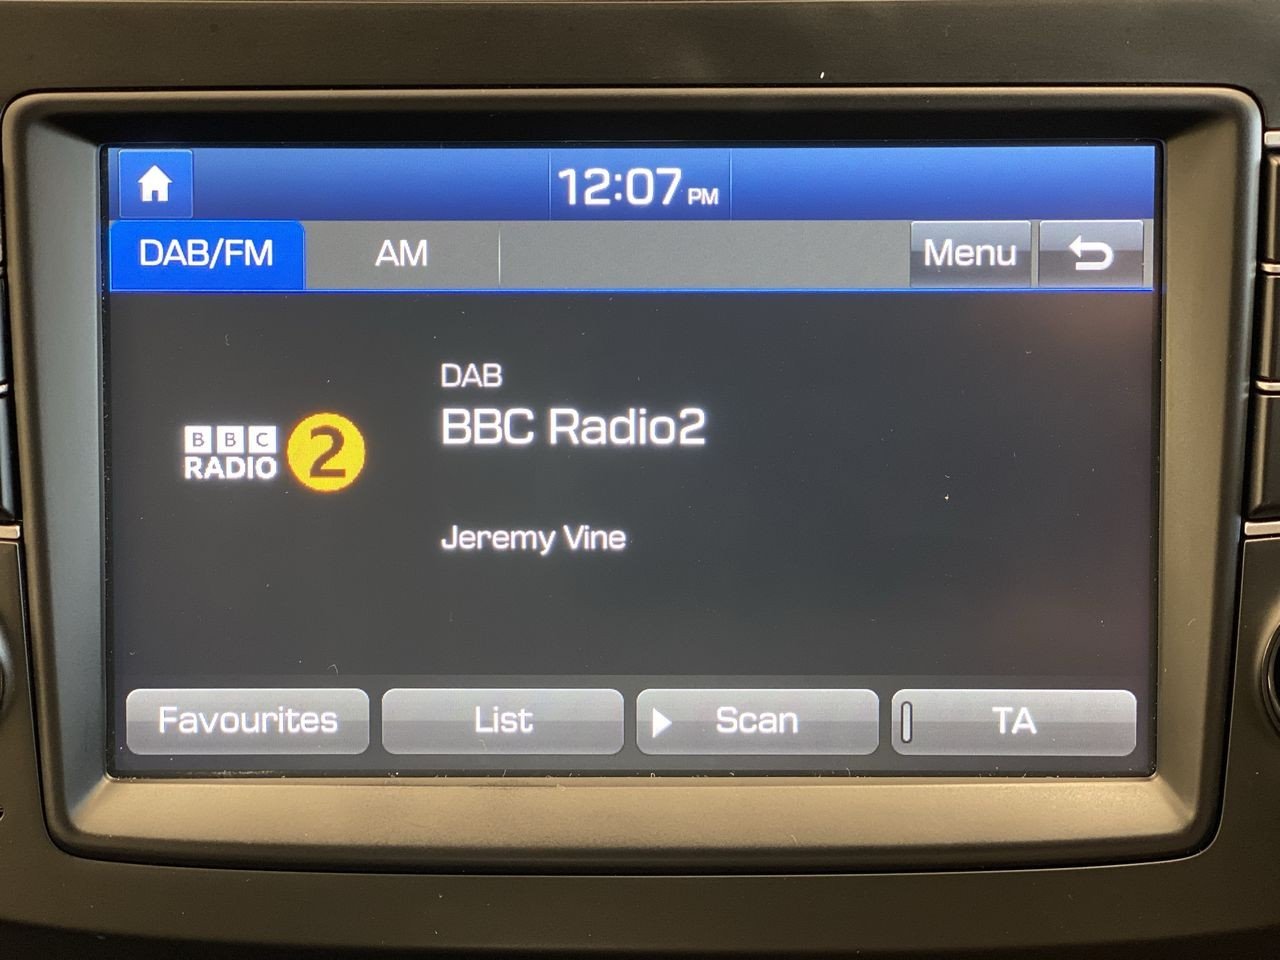 12:07 PM
DAB/FM
AM
Menu
DAB
BBC Radio2
BBC
RADIO 2
Jeremy Vine
Favourites
List
Scan
TA